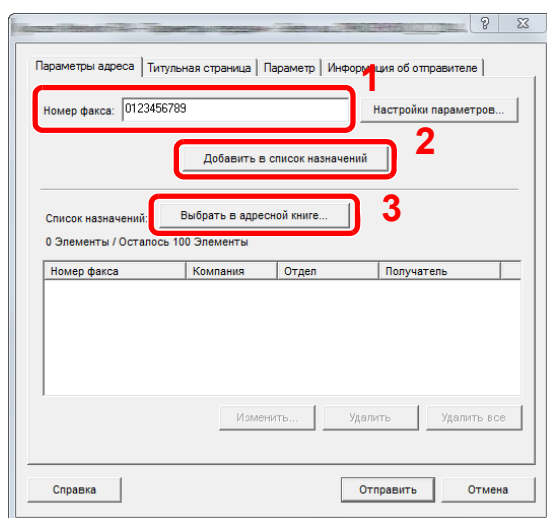 Параметры адреса Титульная страница Параметр Информация об отправителе
1
Номер факса: 0123456789 Настройки параметров...
2
Добавить в список назначений
Список назначений: Выбрать в адресной книге... 3
0 Элементы / Осталось 100 Элементы
Номер факса Компания Отдел Получатель
Изменить... Удалить Удалить все
Справка Отправить Отмена